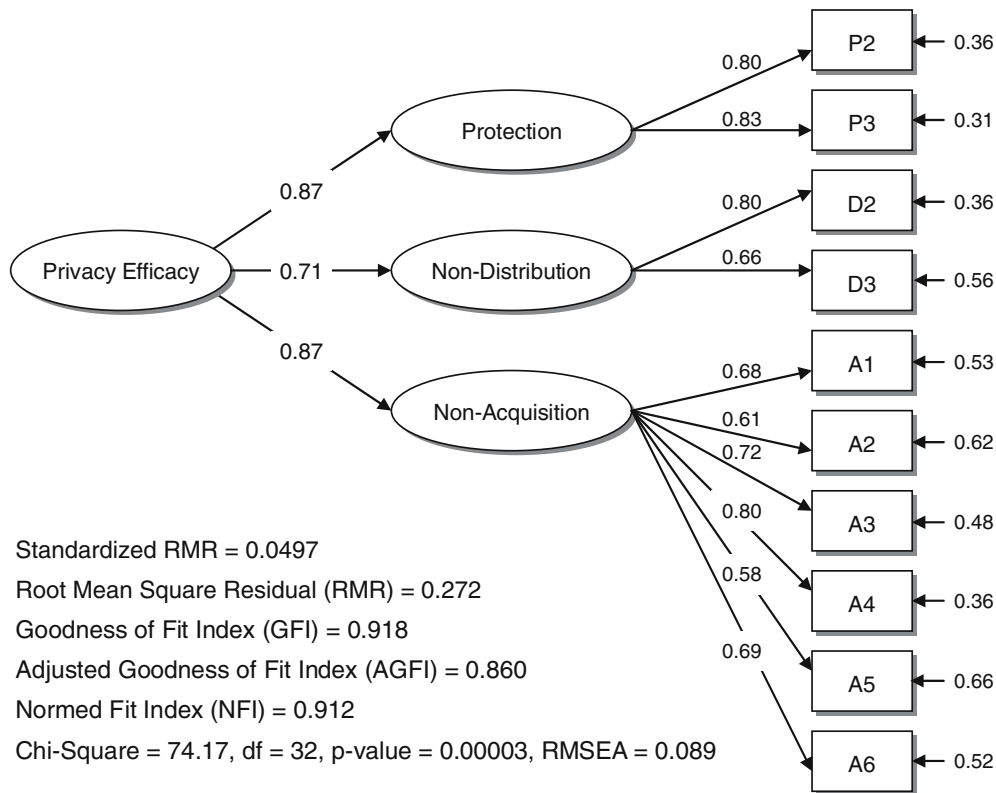 P2
0.36
0.80
P3
0.31
Protection
0.83
0.87
D2
0.36
0.80
Privacy Efficacy
0.71
Non-Distribution
0.66
D3
0.56
0.87
A1
0.53
0.68
Non-Acquisition
0.61
A2
0.62
0.72
0.80
A3
0.48
0.58
A4
0.36
0.69
A5
0.66
A6
0.52
Standardized RMR = 0.0497
Root Mean Square Residual (RMR) = 0.272
Goodness of Fit Index (GFI) = 0.918
Adjusted Goodness of Fit Index (AGFI) = 0.860
Normed Fit Index (NFI) = 0.912
Chi-Square = 74.17, df = 32, p-value = 0.00003, RMSEA = 0.089